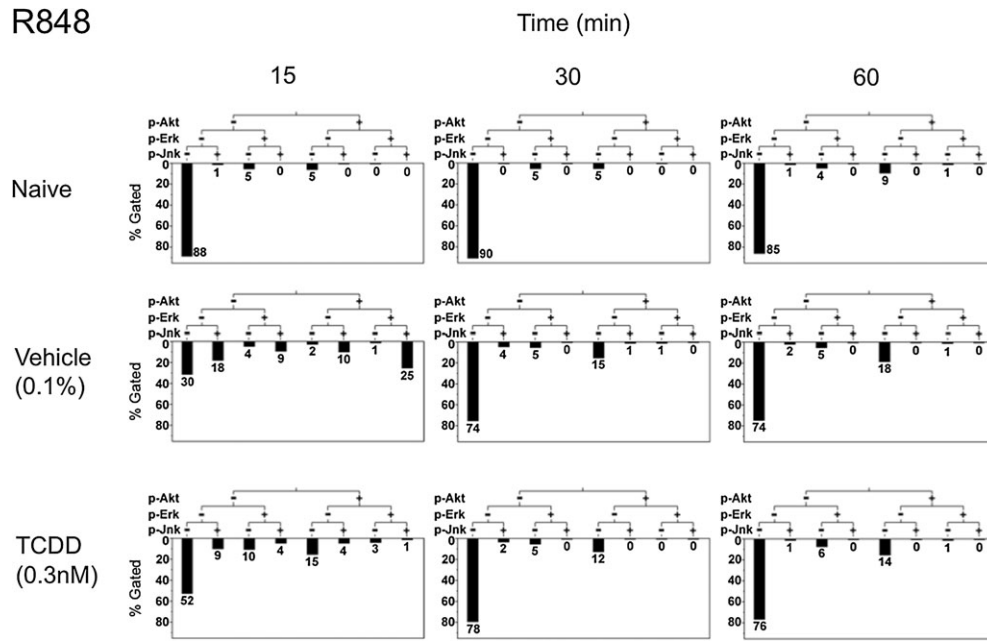 R848
Time (min)
15 30 60
p-Akt - + - + - +
p-Erk - + - + - + - + - + - +
p-Jnk - + - + - + - + - + - + - + - + - + - + - + - +
Naive
% Gated
0 0 0
20 20 20
40 40 40
60 60 60
80 80 80
88 1 5 0 5 0 0 0
90 0 5 0 5 0 0 0
85 1 4 0 9 0 1 0
p-Akt - + - + - +
p-Erk - + - + - + - + - + - +
p-Jnk - + - + - + - + - + - + - + - + - + - + - + - +
Vehicle
(0.1%)
% Gated
0 0 0
20 20 20
40 40 40
60 60 60
80 80 80
30 18 4 9 2 10 1 25
74 4 5 0 15 1 1 0
74 2 5 0 18 0 1 0
p-Akt - + - + - +
p-Erk - + - + - + - + - + - +
p-Jnk - + - + - + - + - + - + - + - + - + - + - + - +
TCDD
(0.3nM)
% Gated
0 0 0
20 20 20
40 40 40
60 60 60
80 80 80
52 9 10 4 15 4 3 1
78 2 5 0 12 0 0 0
76 1 6 0 14 0 1 0